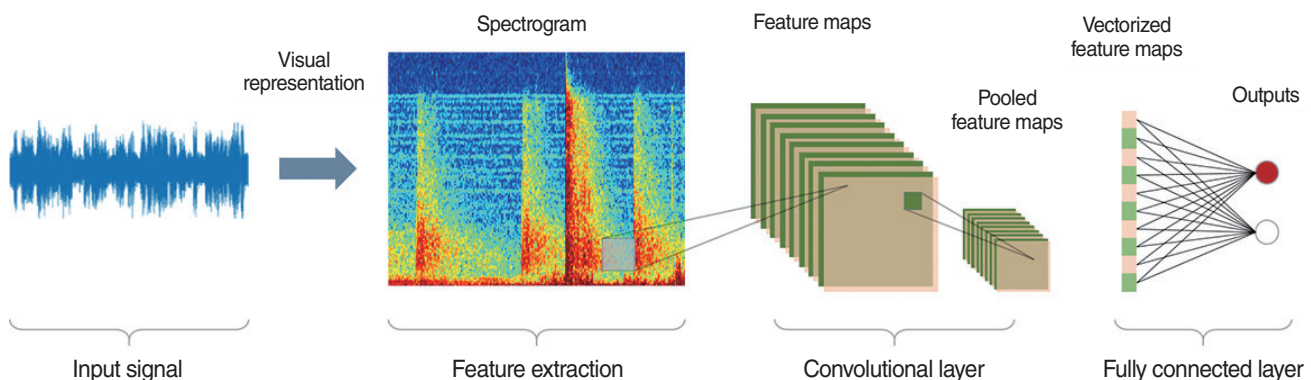 Spectrogram
Feature maps
Vectorized
feature maps
Visual
representation
Pooled
feature maps
Outputs
Input signal
Feature extraction
Convolutional layer
Fully connected layer